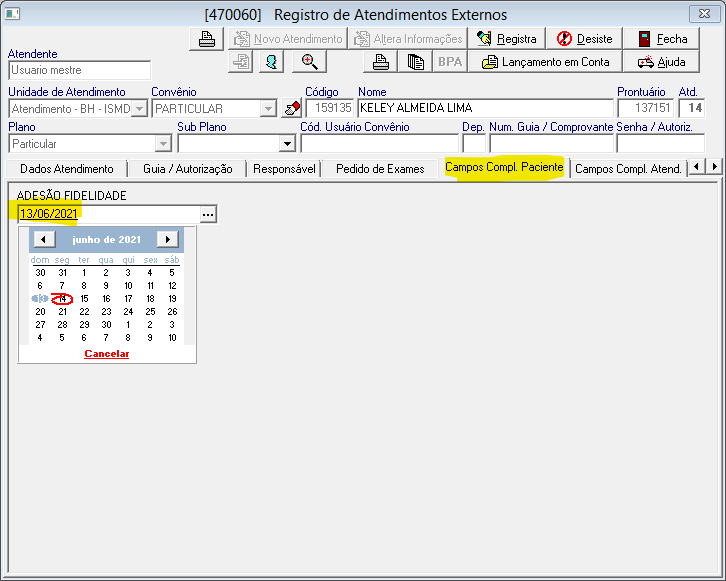 [470060] Registro de Atendimentos Externos
Novo Atendimento Altera Informações Registra Desiste Fecha
Atendente
Usuario mestre
BPA Lançamento em Conta Ajuda
Unidade de Atendimento Convênio Código Nome Prontuário Atd.
Atendimento - BH - ISMD PARTICULAR 159135 KELEY ALMEIDA LIMA 137151 14
Plano Sub Plano Cód. Usuário Convênio Dep. Num. Guia / Comprovante Senha / Autoriz.
Particular
Dados Atendimento Guia / Autorização Responsável Pedido de Exames Campos Compl. Paciente Campos Compl. Atend.
ADESÃO FIDELIDADE
13/06/2021 ...
junho de 2021
dom seg ter qua qui sex sáb
30 31 1 2 3 4 5
6 7 8 9 10 11 12
13 14 15 16 17 18 19
20 21 22 23 24 25 26
27 28 29 30 1 2 3
4 5 6 7 8 9 10
Cancelar